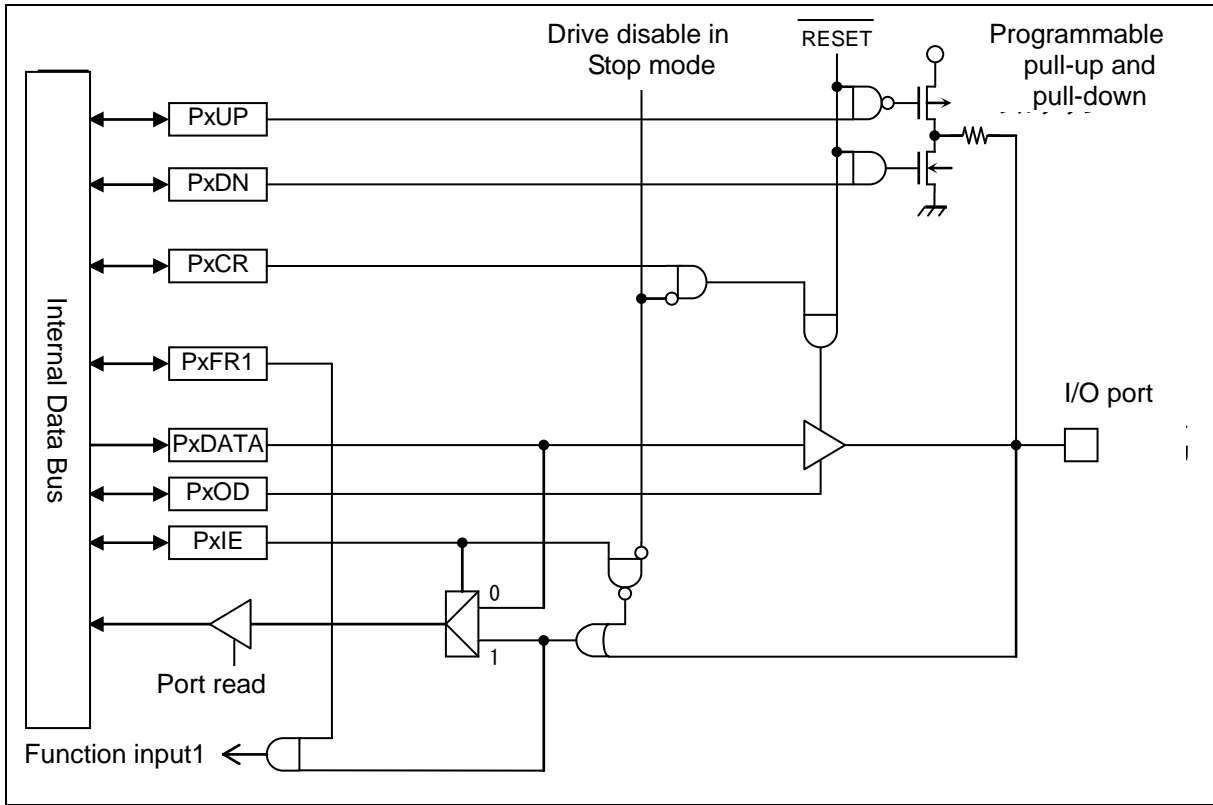 Drive disable in
Stop mode
RESET
Programmable
pull-up and
pull-down
PxUP
PxDN
PxCR
Internal Data Bus
PxFR1
I/O port
PxDATA
PxOD
PxIE
0
1
Port read
Function input1